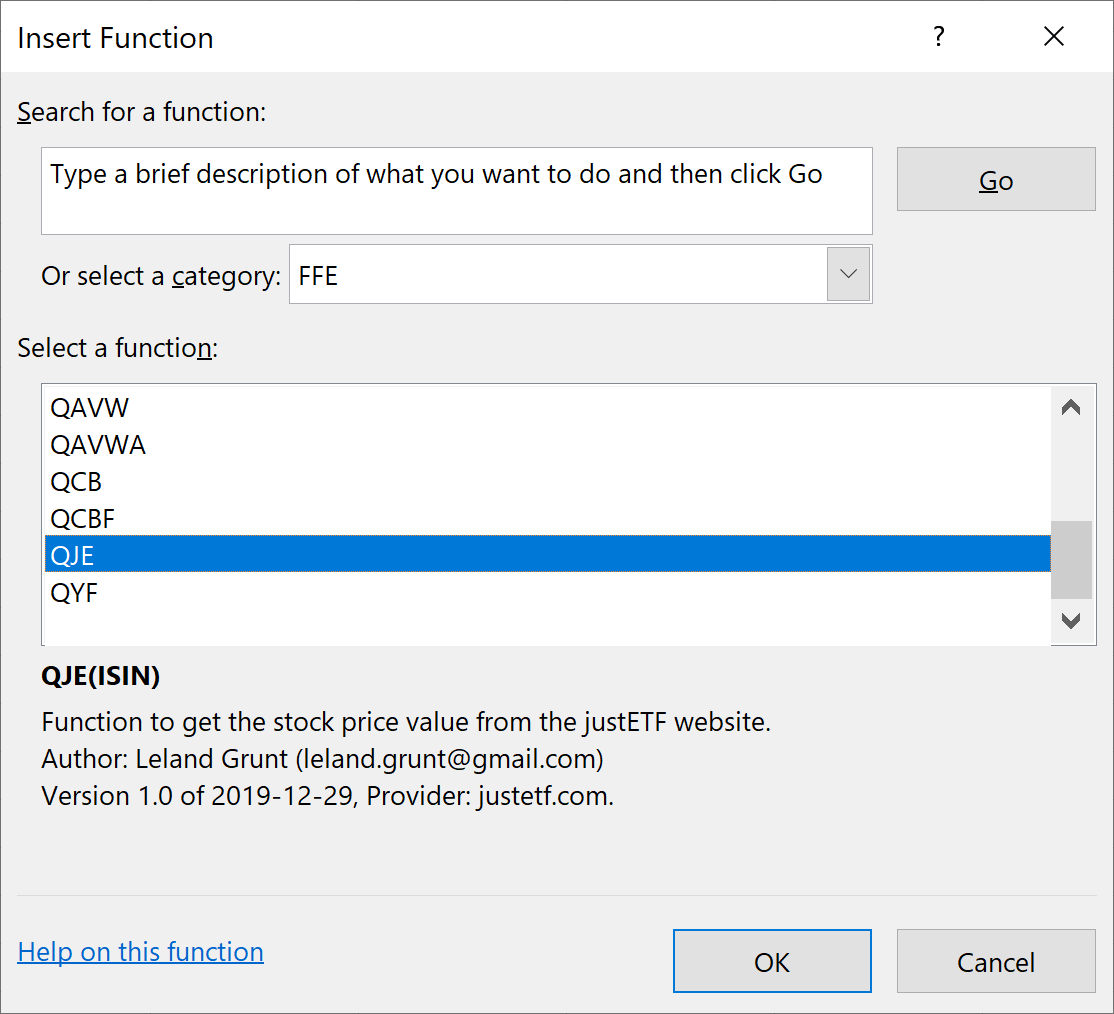 Insert Function
?
Search for a function:
Type a brief description of what you want to do and then click Go
Go
Or select a category:
FFE
Select a function:
QAVW
QAVWA
QCB
QCBF
QJE
QYF
QJE(ISIN)
Function to get the stock price value from the justETF website.
Author: Leland Grunt (leland.grunt@gmail.com)
Version 1.0 of 2019-12-29, Provider: justetf.com.
Help on this function
OK
Cancel